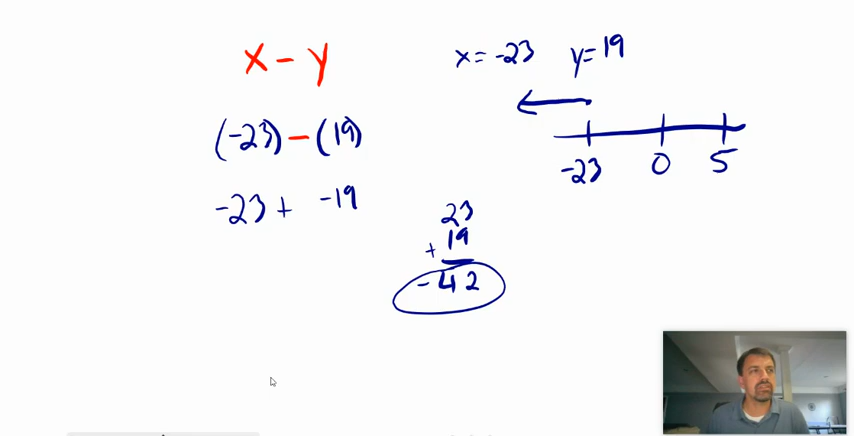 x - y
x = -23 y = 19
(-23) - (19)
-23 0 5
-23 + -19
23
+ 19
-42